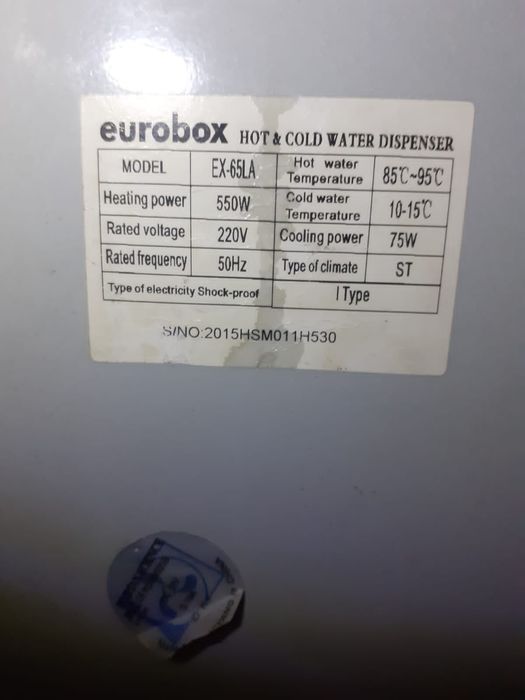 eurobox HOT & COLD WATER DISPENSER
MODEL EX-65LA Hot water Temperature 85℃~95℃
Heating power 550W Cold water Temperature 10-15℃
Rated voltage 220V Cooling power 75W
Rated frequency 50Hz Type of climate ST
Type of electricity Shock-proof I Type
S/NO:2015HSM011H530